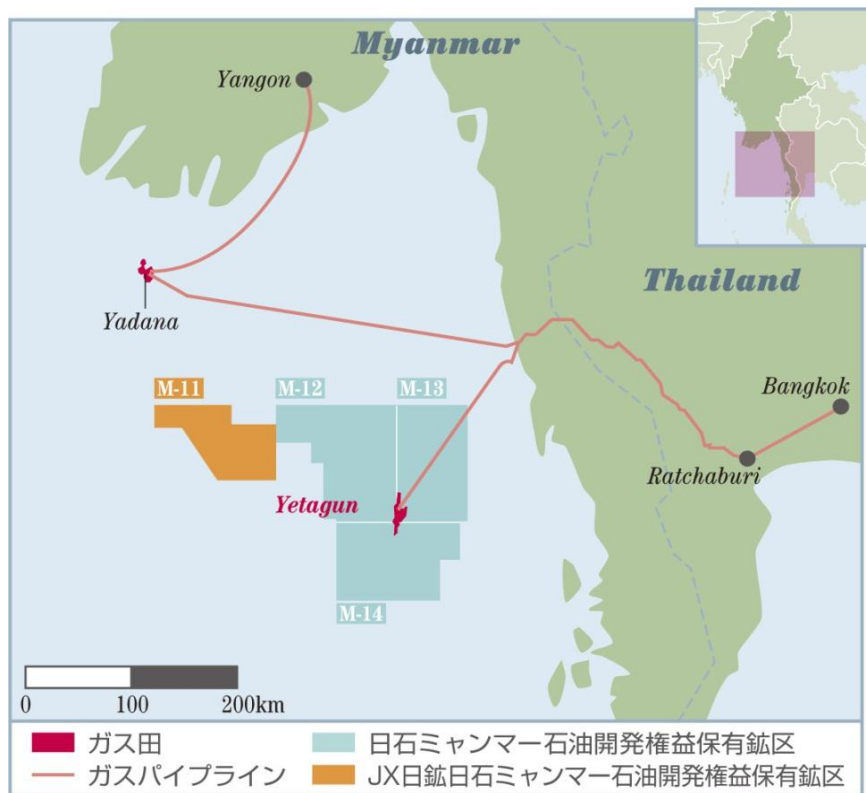 Myanmar
Yangon
Thailand
Yadana
M-11
M-12
M-13
Bangkok
Ratchaburi
Yetagun
M-14
0 100 200km
ガス田
日石ミャンマー石油開発権益保有鉱区
ガスパイプライン
JX日鉱日石ミャンマー石油開発権益保有鉱区